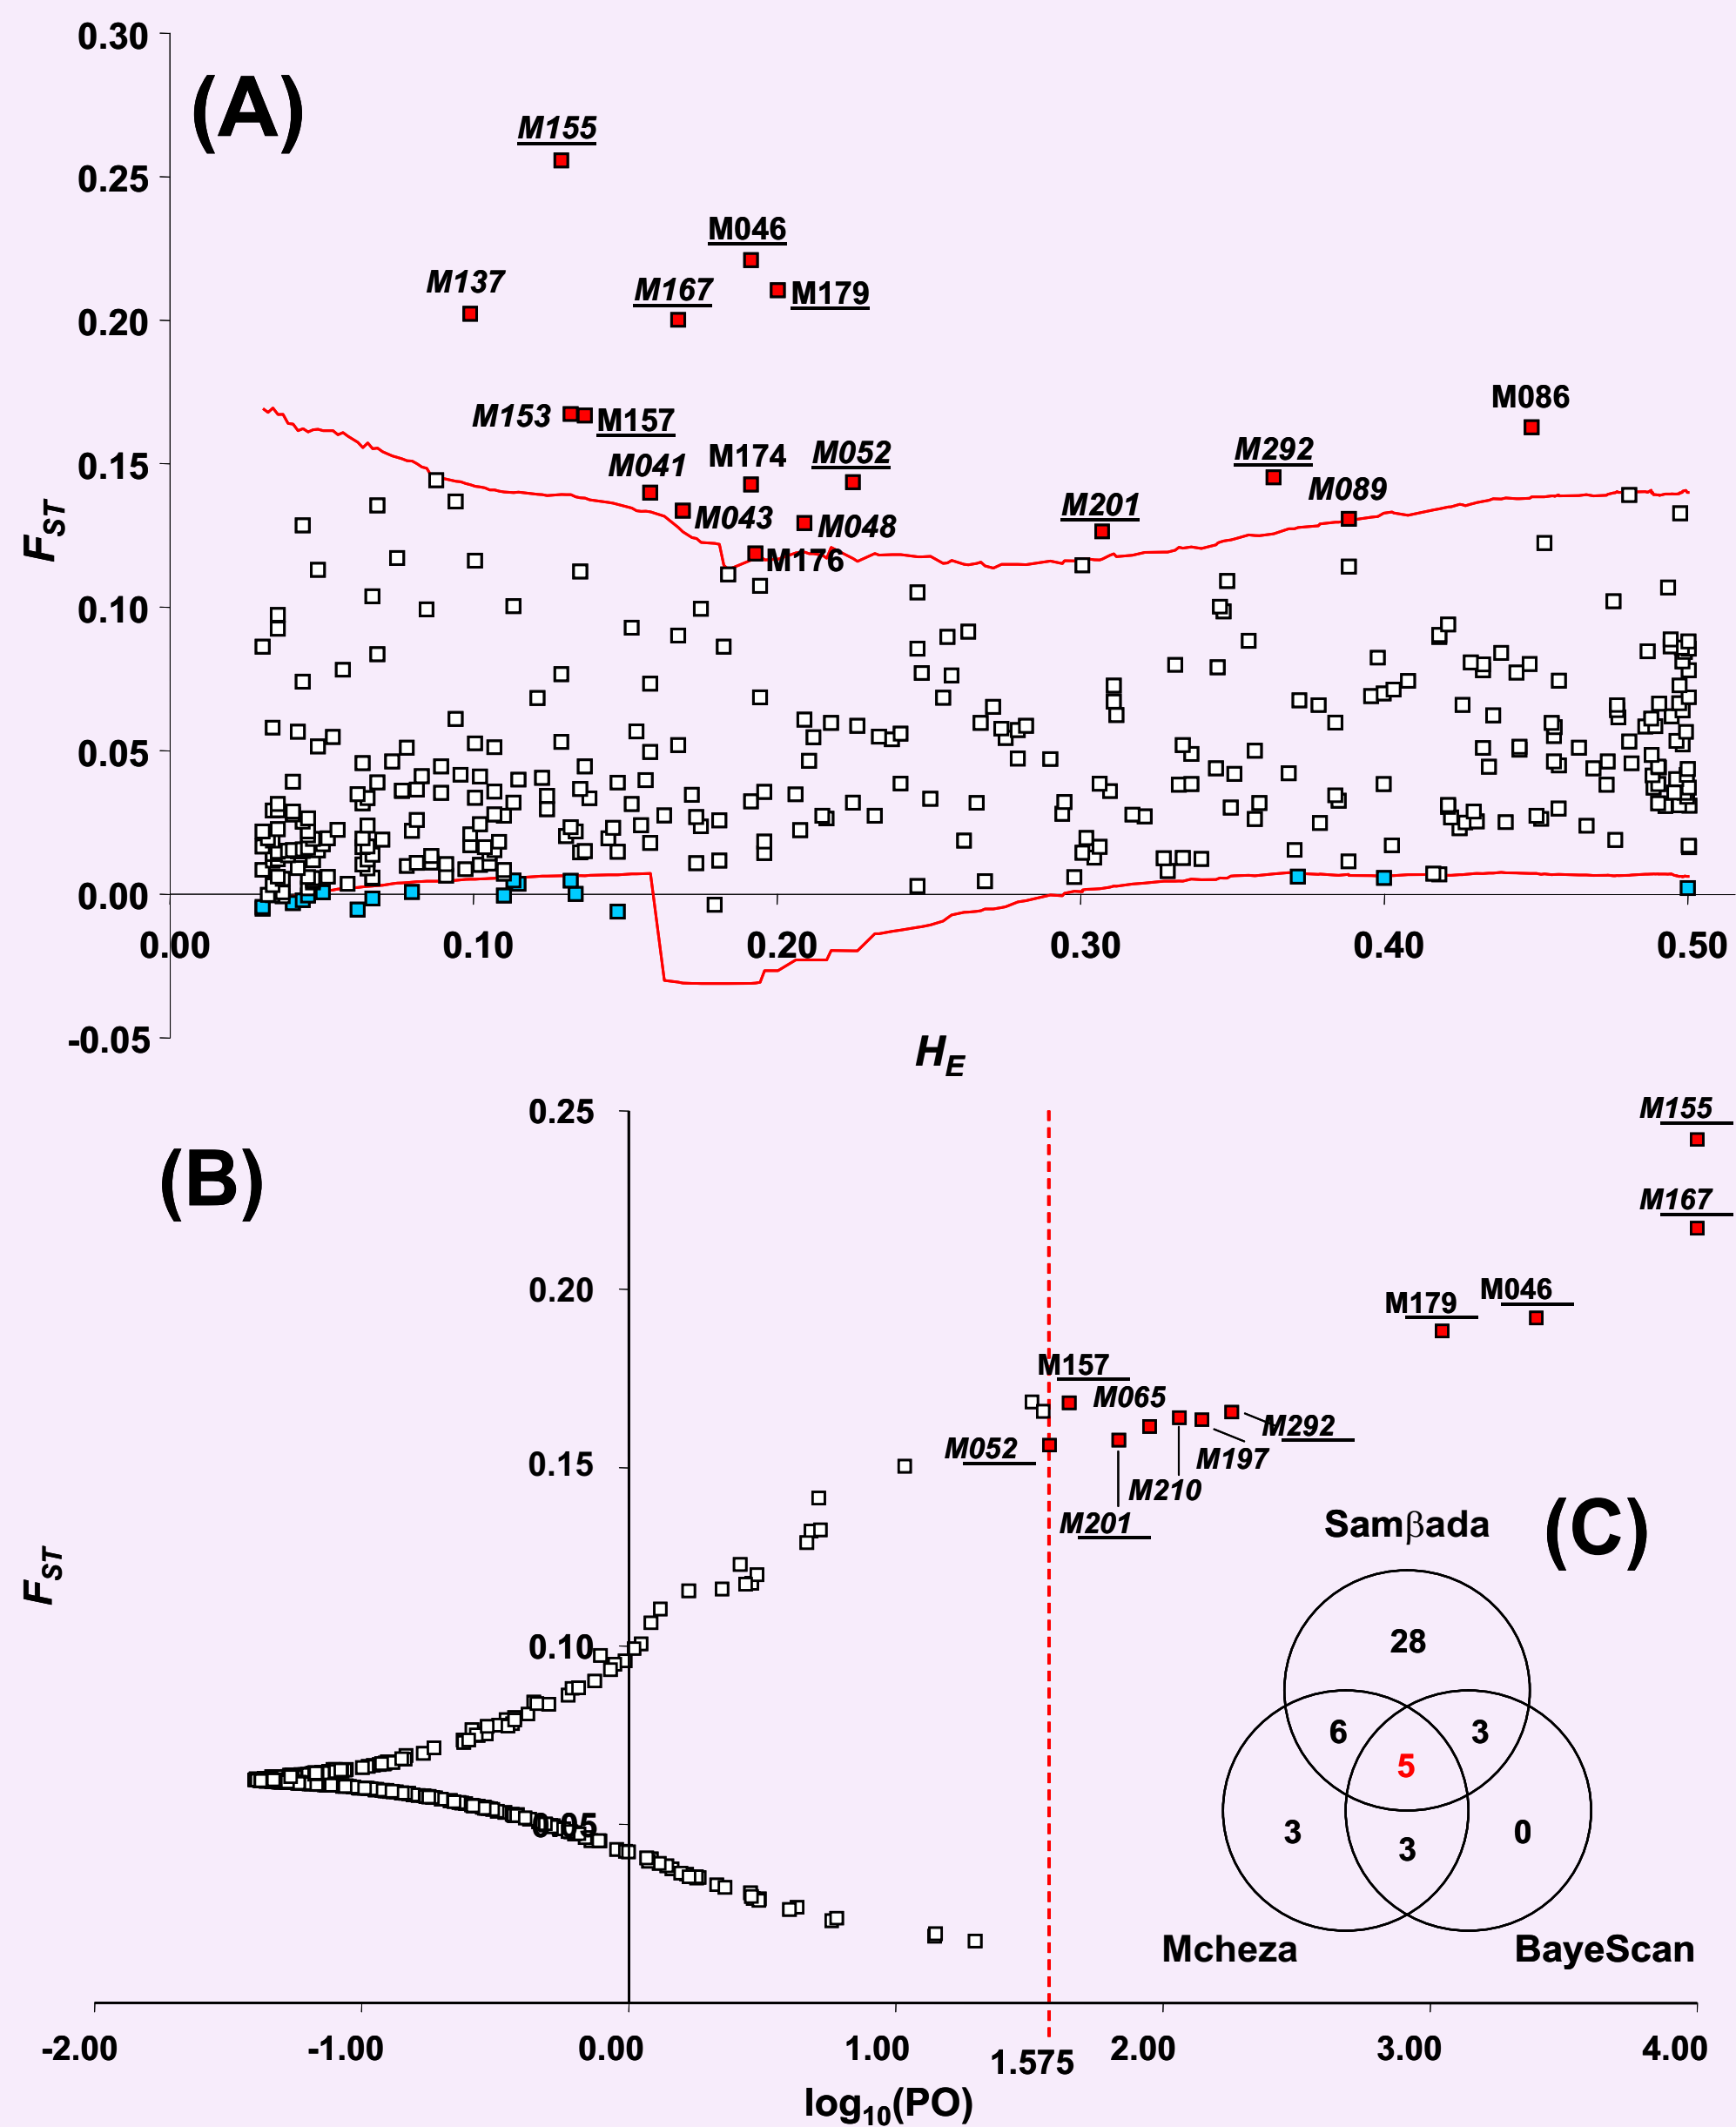 0.30
(A)
M155
0.25
M046
M137
M167
M179
0.20
M086
M153
M157
M174
M052
M292
M041
0.15
M089
M201
M043
M048
M176
FST
0.10
0.05
0.00
0.00
0.10
0.20
0.30
0.40
0.50
-0.05
HE
0.25
M155
(B)
M167
0.20
M179
M046
M157
M065
M292
M052
M197
0.15
M210
M201
(C)
Samβada
FST
28
0.10
6
3
5
0.05
3
3
0
Mcheza
BayeScan
-2.00
-1.00
0.00
1.00
1.575
2.00
3.00
4.00
log10(PO)